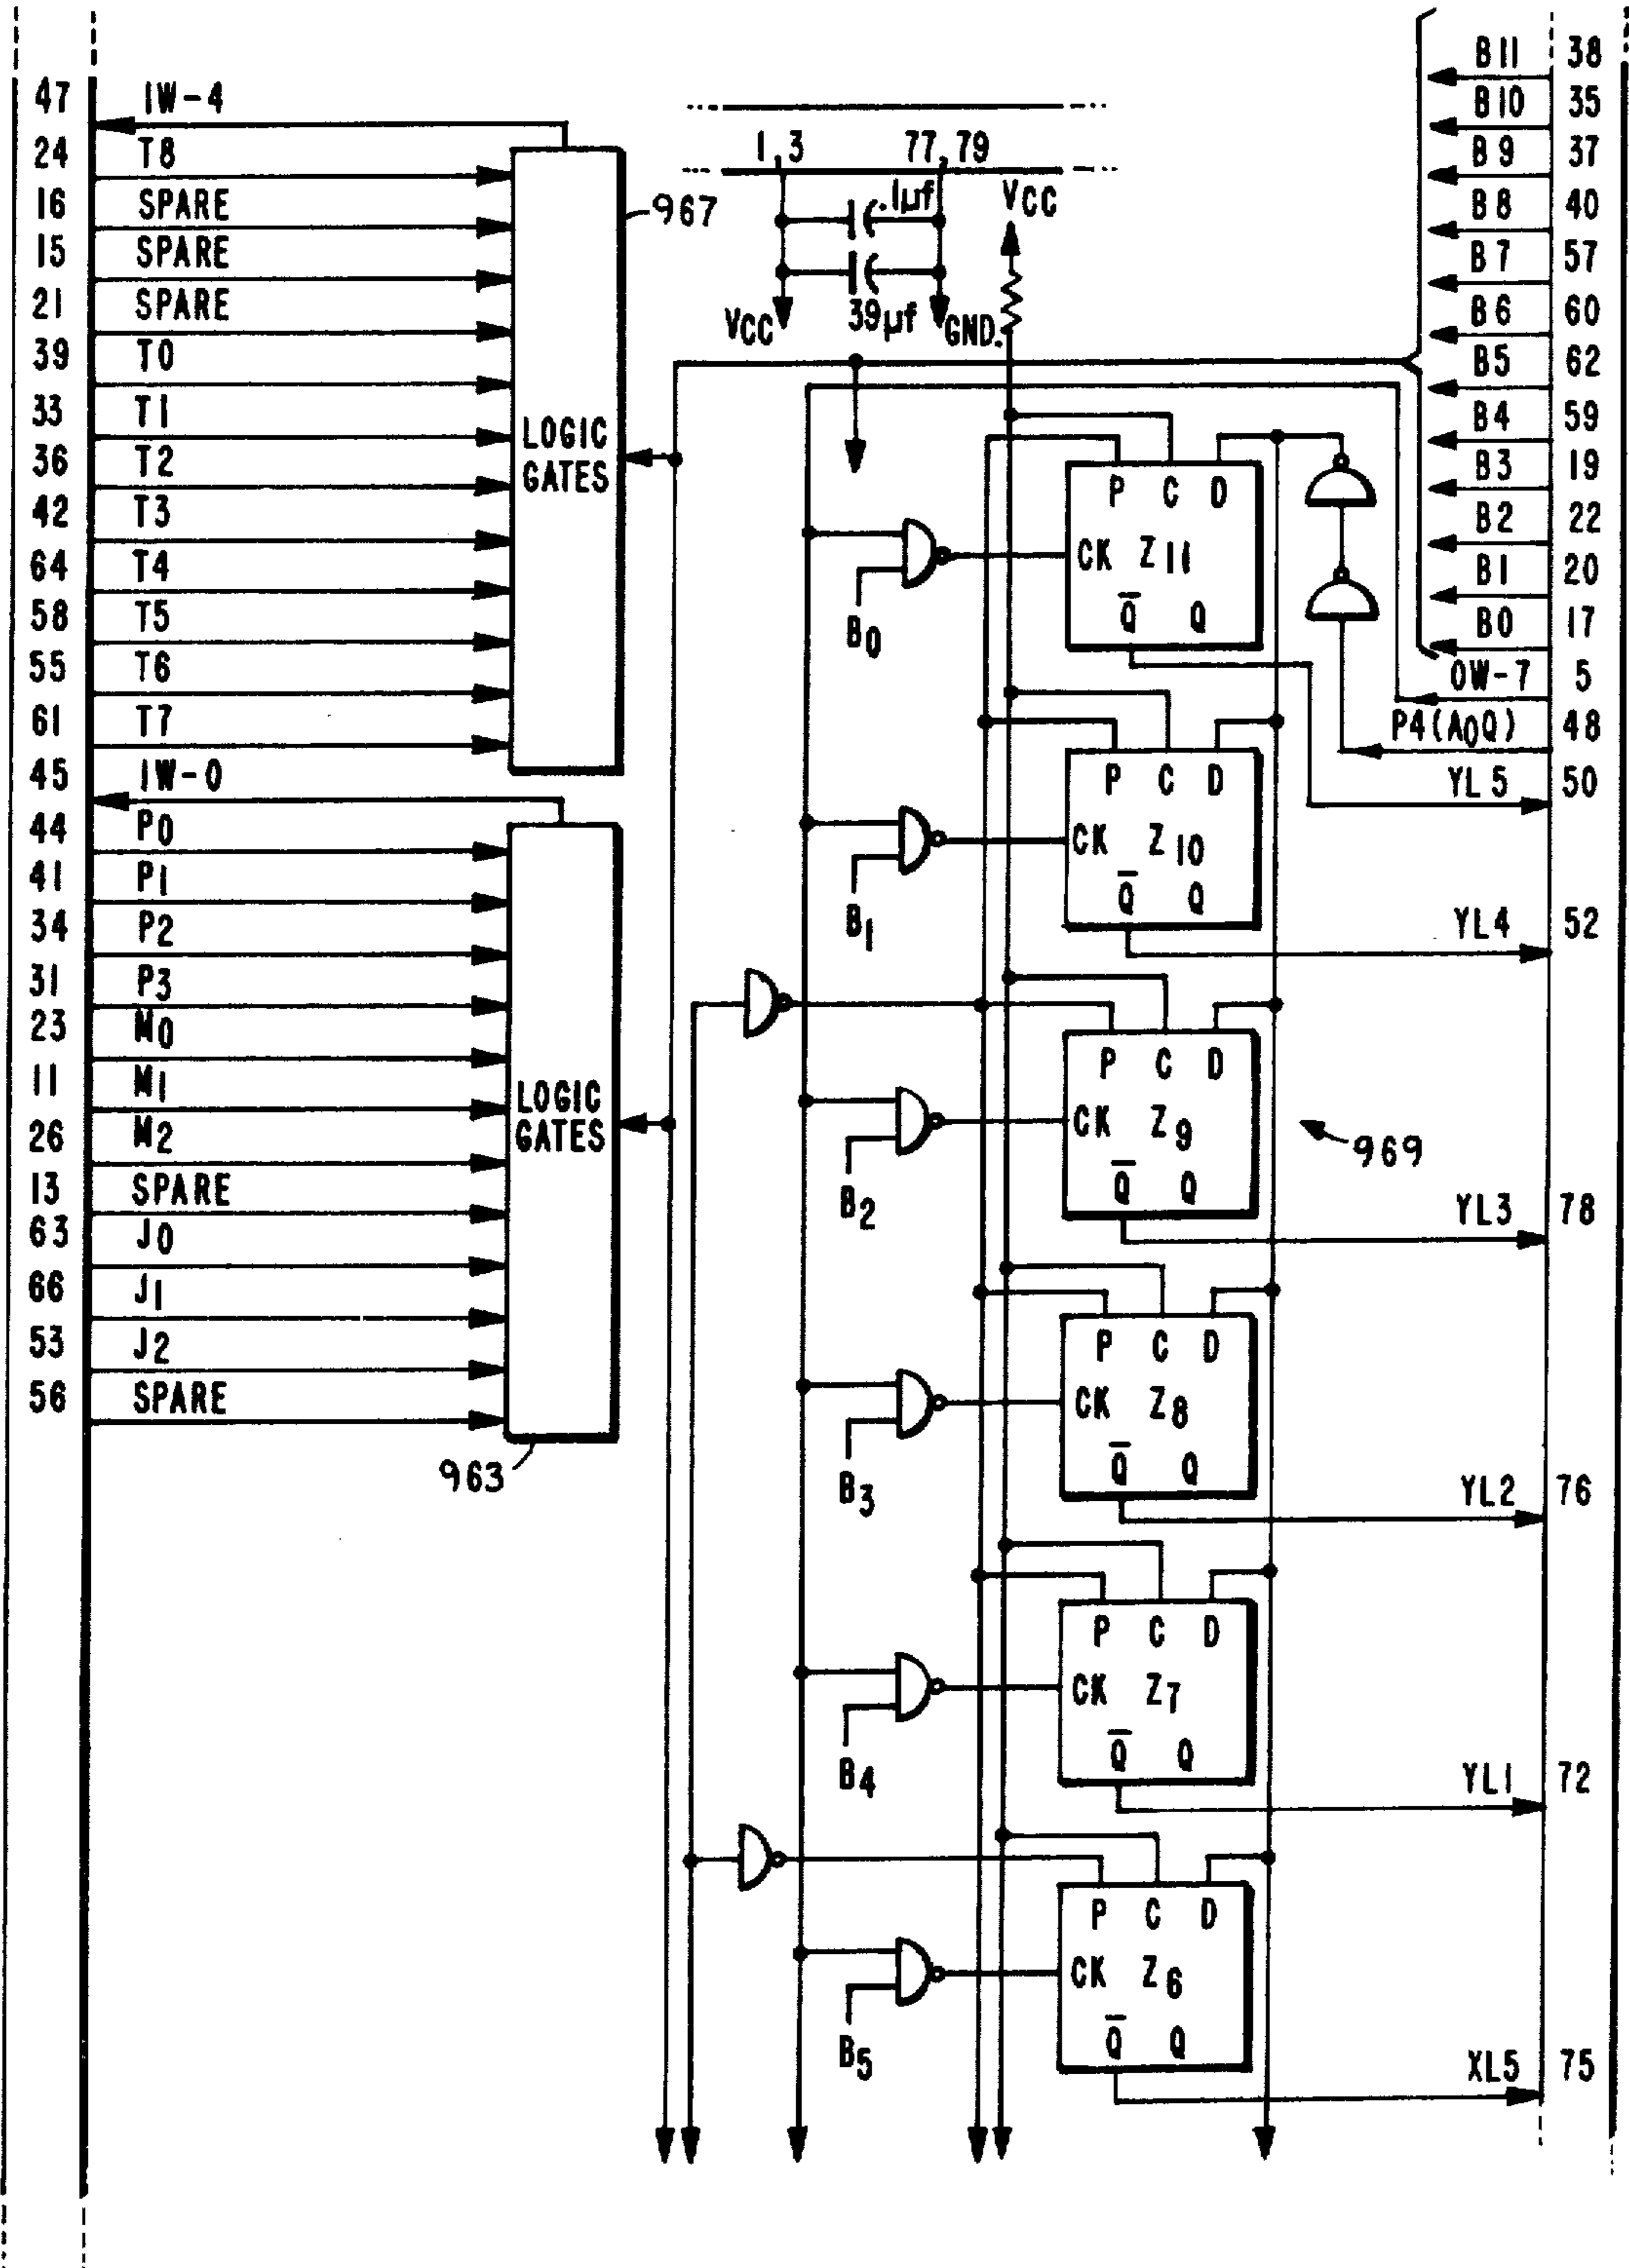 47 IW-4
24 T8
16 SPARE
15 SPARE
21 SPARE
39 T0
33 T1
36 T2
42 T3
64 T4
58 T5
55 T6
61 T7
45 IW-0
44 P0
41 P1
34 P2
31 P3
23 M0
11 M1
26 M2
13 SPARE
63 J0
66 J1
53 J2
56 SPARE
LOGIC
GATES
967
LOGIC
GATES
963
1,3 77,79
.1µf
VCC
39µf
VCC GND.
B11 38
B10 35
B9 37
B8 40
B7 57
B6 60
B5 62
B4 59
B3 19
B2 22
B1 20
B0 17
OW-7 5
P4(A0Q) 48
YL5 50
YL4 52
YL3 78
YL2 76
YL1 72
XL5 75
P C D
CK Z11
Q̅ Q
B0
P C D
CK Z10
Q̅ Q
B1
P C D
CK Z9
Q̅ Q
B2
969
P C D
CK Z8
Q̅ Q
B3
P C D
CK Z7
Q̅ Q
B4
P C D
CK Z6
Q̅ Q
B5